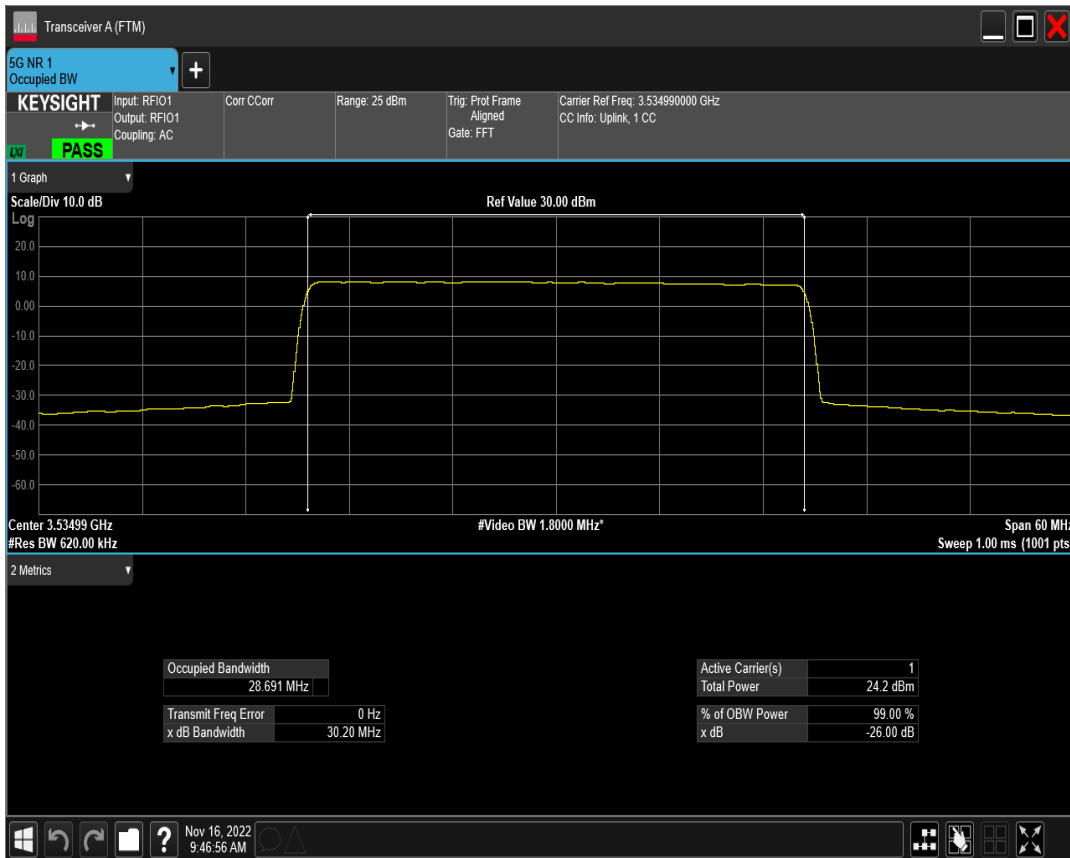 Transceiver A (FTM)
5G NR 1
Occupied BW
+
KEYSIGHT
LXI
PASS
Input: RFIO1
Output: RFIO1
Coupling: AC
Corr CCorr
Range: 25 dBm
Trig: Prot Frame
Aligned
Gate: FFT
Carrier Ref Freq: 3.534990000 GHz
CC Info: Uplink, 1 CC
1 Graph
Scale/Div 10.0 dB
Ref Value 30.00 dBm
Log
20.0
10.0
0.00
-10.0
-20.0
-30.0
-40.0
-50.0
-60.0
Center 3.53499 GHz
#Video BW 1.8000 MHz*
Span 60 MHz
#Res BW 620.00 kHz
Sweep 1.00 ms (1001 pts
2 Metrics
Occupied Bandwidth
28.691 MHz
Transmit Freq Error 0 Hz
x dB Bandwidth 30.20 MHz
Active Carrier(s) 1
Total Power 24.2 dBm
% of OBW Power 99.00 %
x dB -26.00 dB
?
Nov 16, 2022
9:46:56 AM